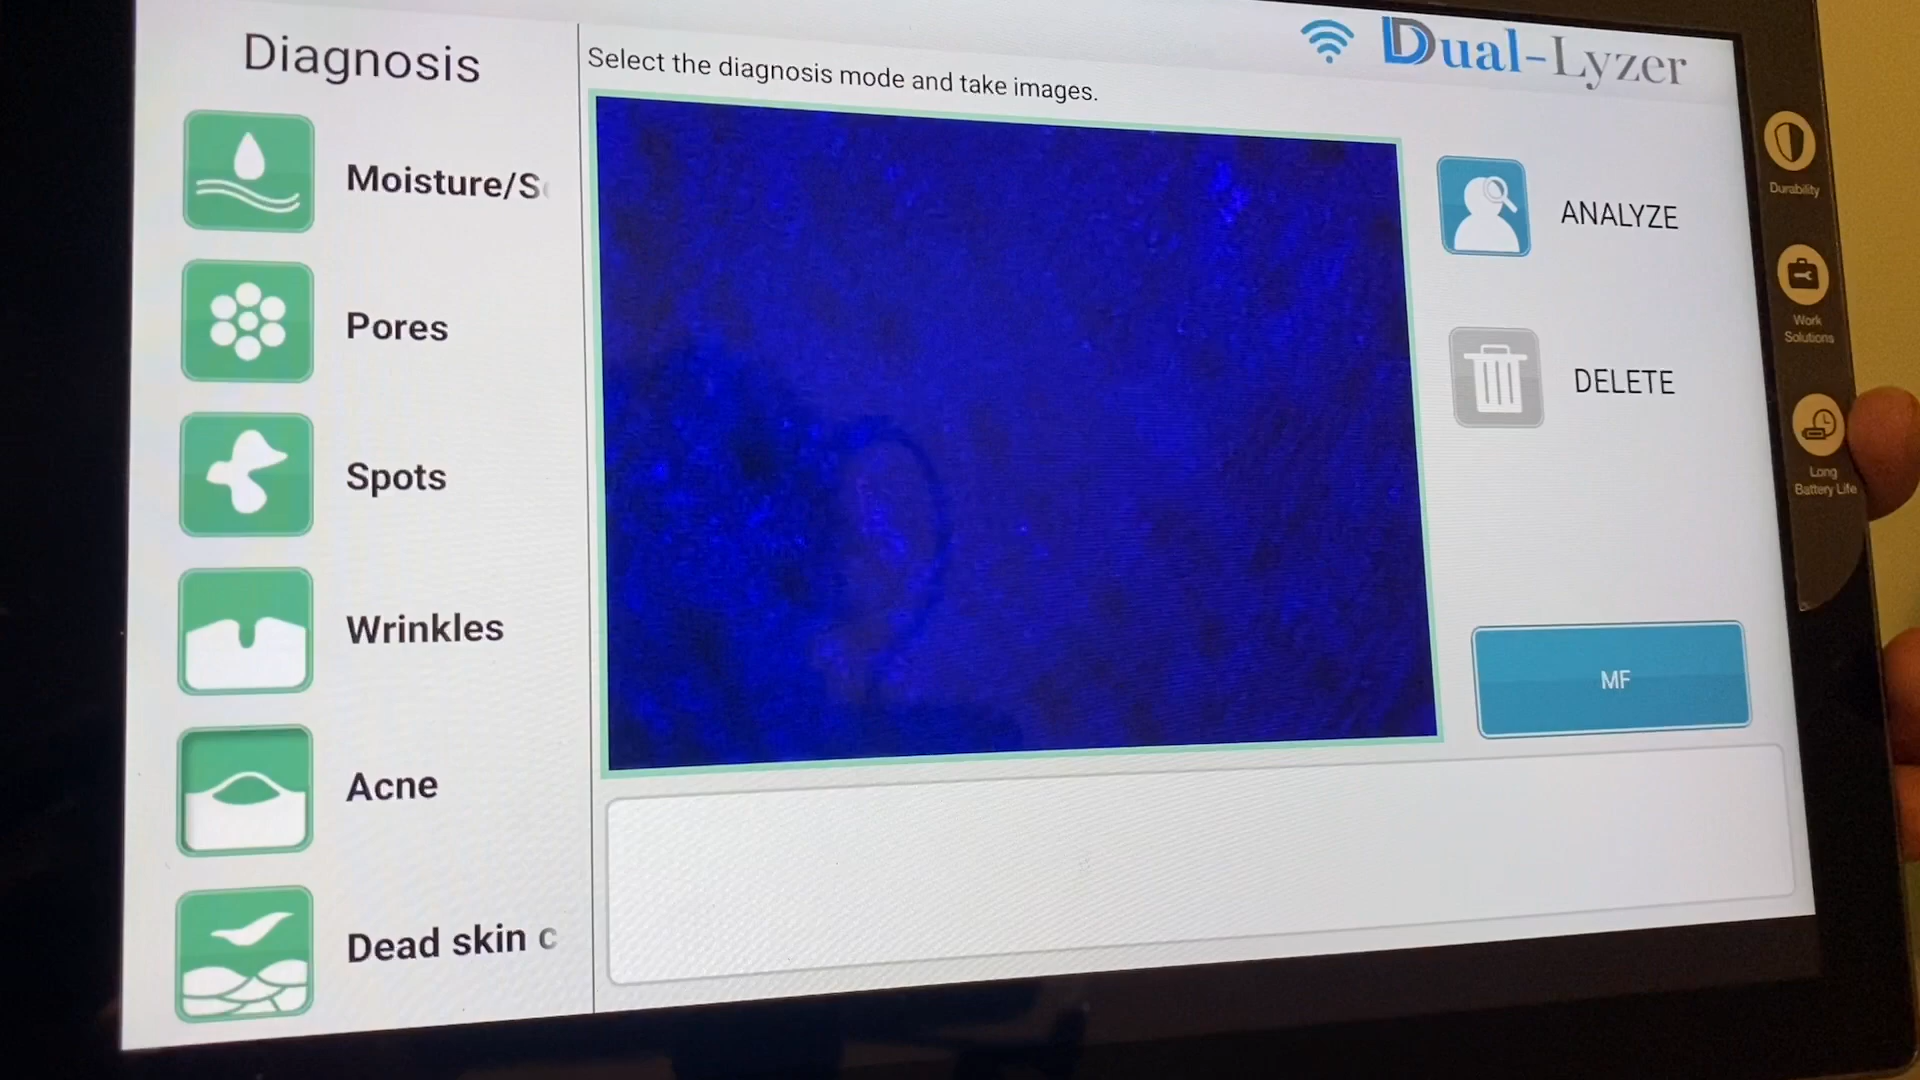 Diagnosis
Select the diagnosis mode and take images.
Dual-Lyzer
Moisture/S
Pores
Spots
Wrinkles
Acne
Dead skin c
ANALYZE
DELETE
MF
Durability
Work
Solutions
Long
Battery Life